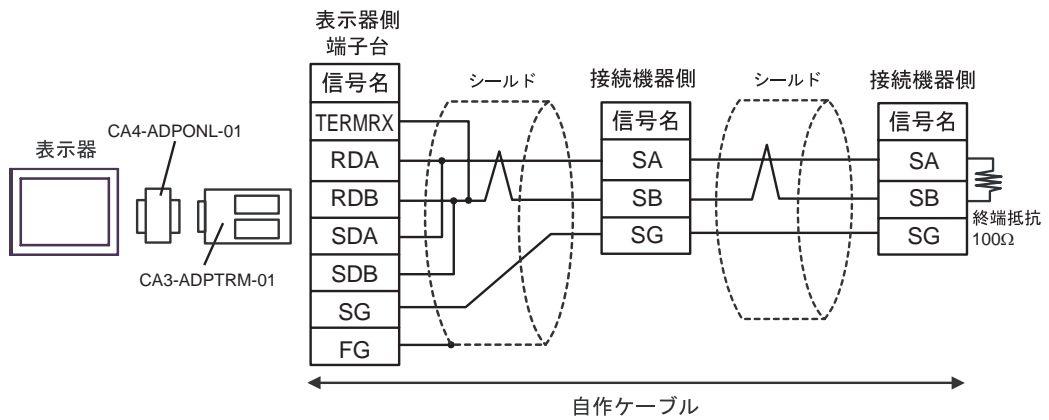 表示器
CA4-ADPONL-01
CA3-ADPTRM-01
表示器側
端子台
信号名
TERMRX
RDA
RDB
SDA
SDB
SG
FG
シールド
接続機器側
信号名
SA
SB
SG
シールド
接続機器側
信号名
SA
SB
SG
終端抵抗
100Ω
自作ケーブル